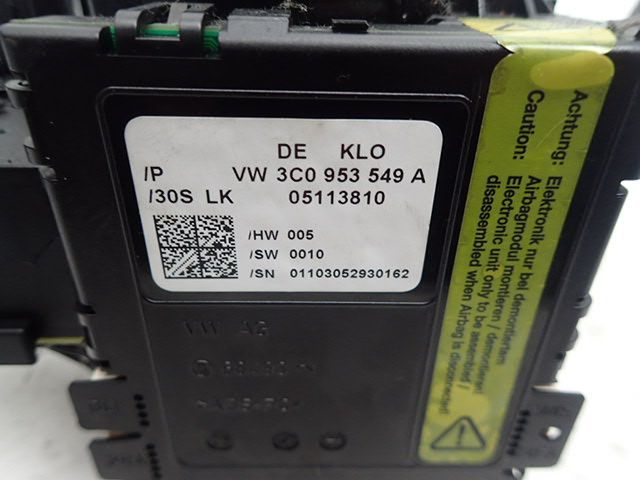 DE KLO
/P VW 3C0 953 549 A
/30S LK 05113810
/HW 005
/SW 0010
/SN 01103052930162
VW AG
Achtung: Elektronik nur bei demontiertem
Airbagmodul montieren / demontieren!
Caution: Electronic unit only to be assembled /
disassembled when Airbag is disconnected!